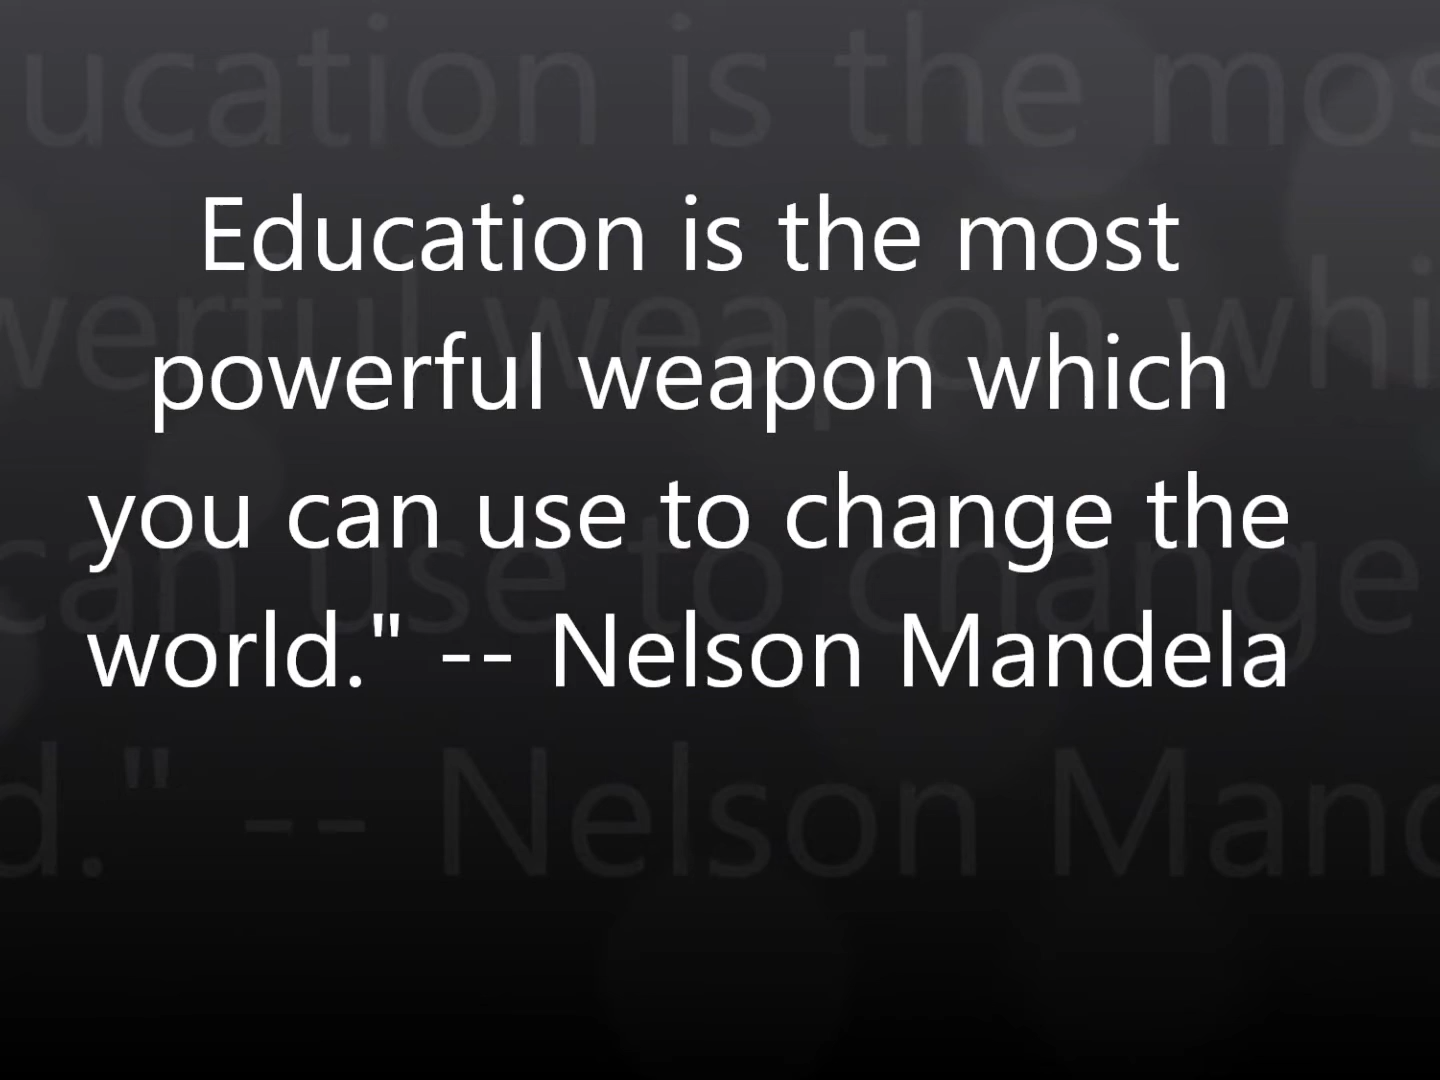 Education is the most
powerful weapon which
you can use to change the
world." -- Nelson Mandela